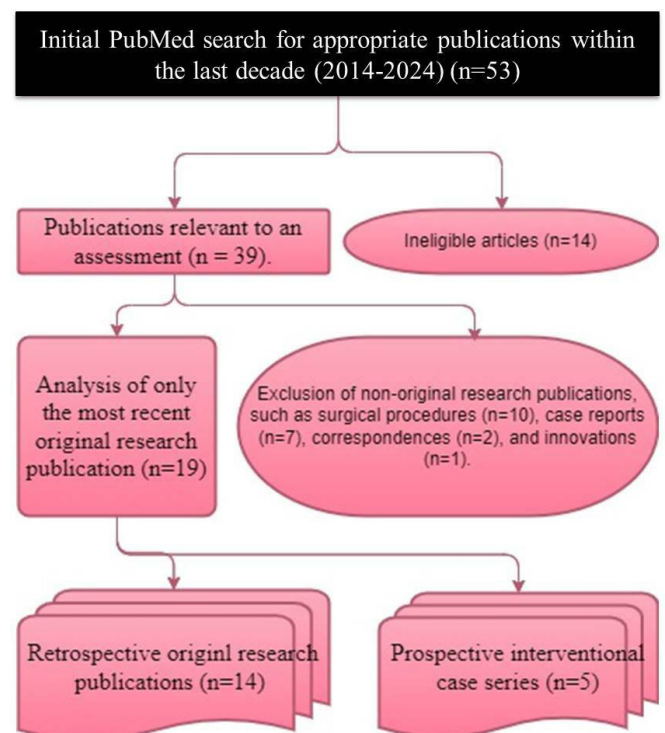 Initial PubMed search for appropriate publications within
the last decade (2014-2024) (n=53)
Publications relevant to an
assessment (n = 39).
Ineligible articles (n=14)
Analysis of only
the most recent
original research
publication (n=19)
Exclusion of non-original research publications,
such as surgical procedures (n=10), case reports
(n=7), correspondences (n=2), and innovations
(n=1).
Retrospective originl research
publications (n=14)
Prospective interventional
case series (n=5)